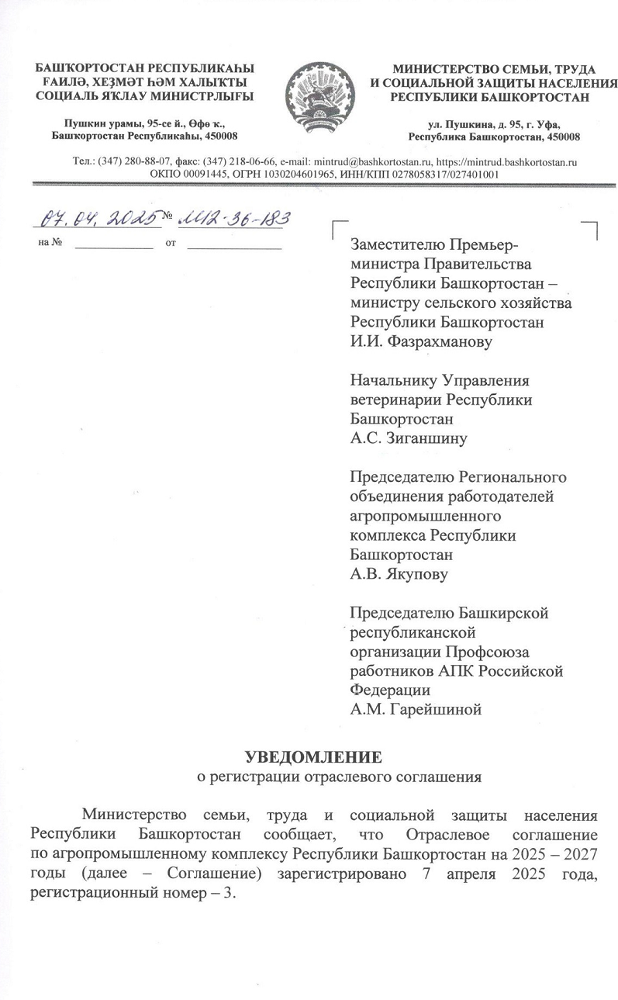 БАШҠОРТОСТАН РЕСПУБЛИКАҺЫ
ҒАИЛӘ, ХЕҘМӘТ ҺӘМ ХАЛЫҠТЫ
СОЦИАЛЬ ЯҠЛАУ МИНИСТРЛЫҒЫ
Пушкин урамы, 95-се й., Өфө ҡ.,
Башҡортостан Республикаһы, 450008
МИНИСТЕРСТВО СЕМЬИ, ТРУДА
И СОЦИАЛЬНОЙ ЗАЩИТЫ НАСЕЛЕНИЯ
РЕСПУБЛИКИ БАШКОРТОСТАН
ул. Пушкина, д. 95, г. Уфа,
Республика Башкортостан, 450008
Тел.: (347) 280-88-07, факс: (347) 218-06-66, e-mail: mintrud@bashkortostan.ru, https://mintrud.bashkortostan.ru
ОКПО 00091445, ОГРН 1030204601965, ИНН/КПП 0278058317/027401001
07.04.2025 № М12-36-183
на № от
Заместителю Премьер-
министра Правительства
Республики Башкортостан –
министру сельского хозяйства
Республики Башкортостан
И.И. Фазрахманову
Начальнику Управления
ветеринарии Республики
Башкортостан
А.С. Зиганшину
Председателю Регионального
объединения работодателей
агропромышленного
комплекса Республики
Башкортостан
А.В. Якупову
Председателю Башкирской
республиканской
организации Профсоюза
работников АПК Российской
Федерации
А.М. Гарейшиной
УВЕДОМЛЕНИЕ
о регистрации отраслевого соглашения
Министерство семьи, труда и социальной защиты населения
Республики Башкортостан сообщает, что Отраслевое соглашение
по агропромышленному комплексу Республики Башкортостан на 2025 – 2027
годы (далее – Соглашение) зарегистрировано 7 апреля 2025 года,
регистрационный номер – 3.